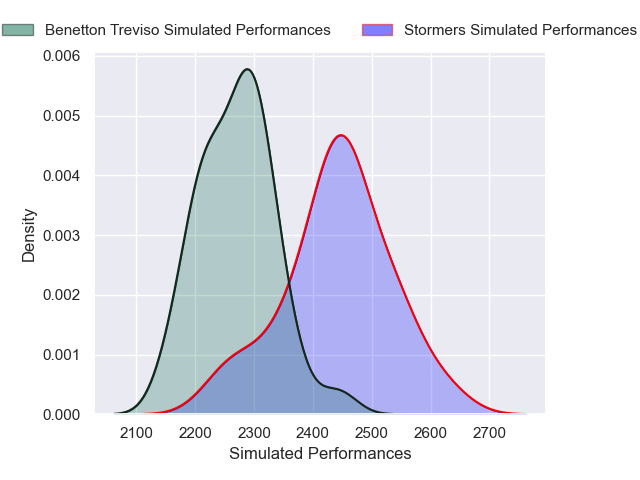 Benetton Treviso Simulated Performances
Stormers Simulated Performances
0.006
0.005
0.004
0.003
0.002
0.001
0.000
Density
2100 2200 2300 2400 2500 2600 2700
Simulated Performances